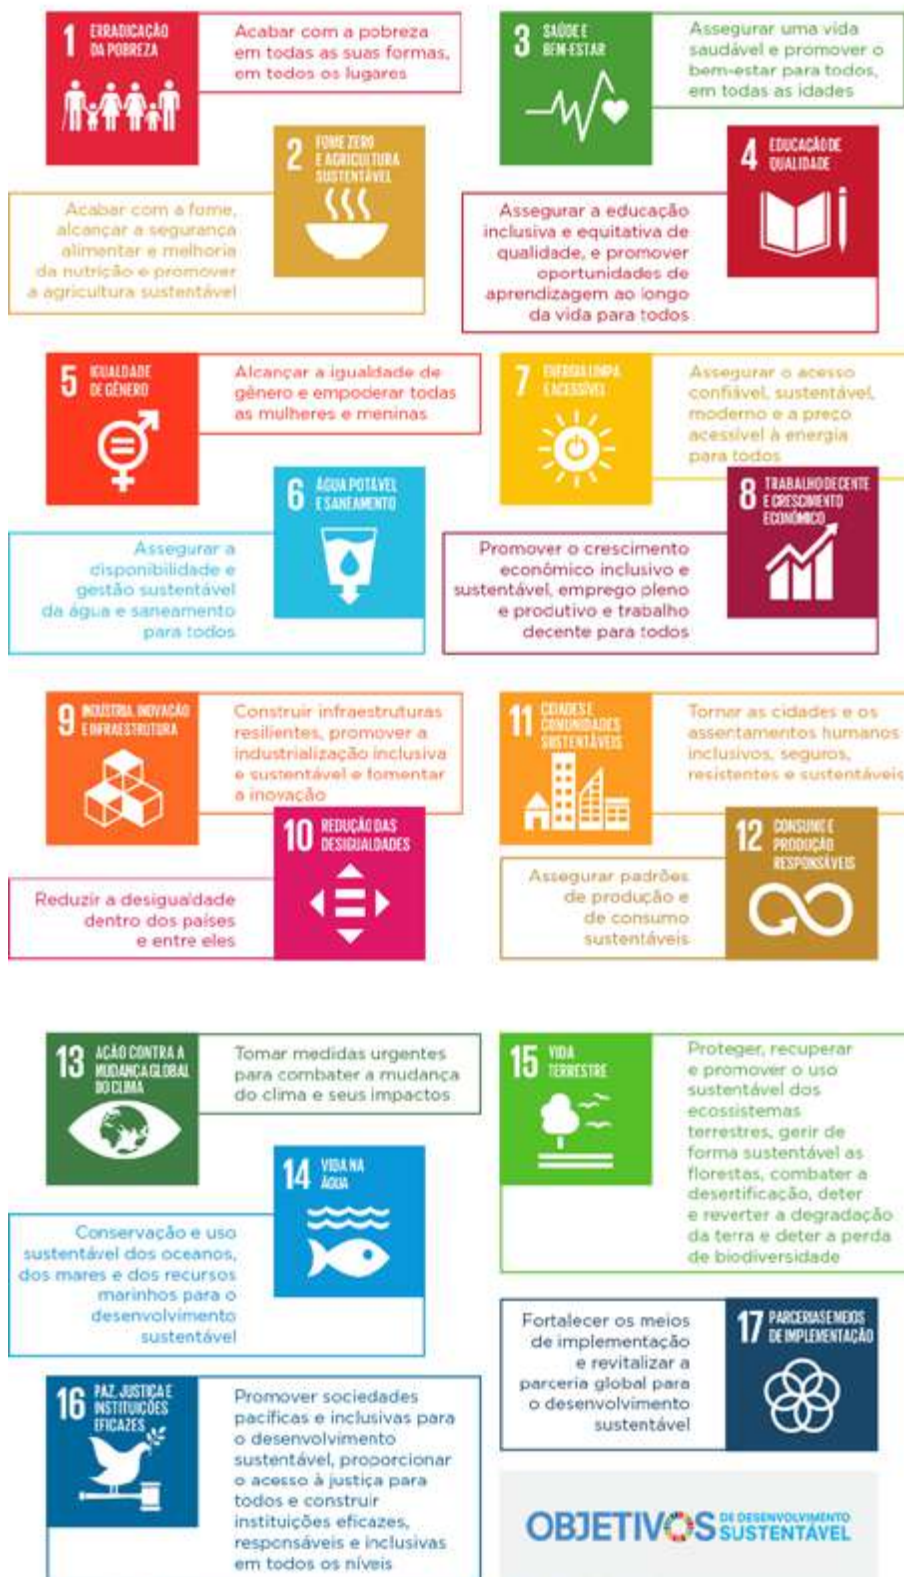 1 ERRADICAÇÃO
DA POBREZA
Acabar com a pobreza
em todas as suas formas,
em todos os lugares
2 FOME ZERO
E AGRICULTURA
SUSTENTÁVEL
Acabar com a fome,
alcançar a segurança
alimentar e melhoria
da nutrição e promover
a agricultura sustentável
3 SAÚDE E
BEM-ESTAR
Assegurar uma vida
saudável e promover o
bem-estar para todos,
em todas as idades
4 EDUCAÇÃO DE
QUALIDADE
Assegurar a educação
inclusiva e equitativa de
qualidade, e promover
oportunidades de
aprendizagem ao longo
da vida para todos
5 IGUALDADE
DE GÊNERO
Alcançar a igualdade de
gênero e empoderar todas
as mulheres e meninas
6 ÁGUA POTÁVEL
E SANEAMENTO
Assegurar a
disponibilidade e
gestão sustentável
da água e saneamento
para todos
7 ENERGIA LIMPA
E ACESSÍVEL
Assegurar o acesso
confiável, sustentável,
moderno e a preço
acessível à energia
para todos
8 TRABALHO DECENTE
E CRESCIMENTO
ECONÔMICO
Promover o crescimento
econômico inclusivo e
sustentável, emprego pleno
e produtivo e trabalho
decente para todos
9 INDÚSTRIA, INOVAÇÃO
E INFRAESTRUTURA
Construir infraestruturas
resilientes, promover a
industrialização inclusiva
e sustentável e fomentar
a inovação
10 REDUÇÃO DAS
DESIGUALDADES
Reduzir a desigualdade
dentro dos países
e entre eles
11 CIDADES E
COMUNIDADES
SUSTENTÁVEIS
Tornar as cidades e os
assentamentos humanos
inclusivos, seguros,
resistentes e sustentáveis
12 CONSUMO E
PRODUÇÃO
RESPONSÁVEIS
Assegurar padrões
de produção e
de consumo
sustentáveis
13 AÇÃO CONTRA A
MUDANÇA GLOBAL
DO CLIMA
Tomar medidas urgentes
para combater a mudança
do clima e seus impactos
14 VIDA NA
ÁGUA
Conservação e uso
sustentável dos oceanos,
dos mares e dos recursos
marinhos para o
desenvolvimento
sustentável
15 VIDA
TERRESTRE
Proteger, recuperar
e promover o uso
sustentável dos
ecossistemas
terrestres, gerir de
forma sustentável as
florestas, combater a
desertificação, deter
e reverter a degradação
da terra e deter a perda
de biodiversidade
16 PAZ, JUSTIÇA E
INSTITUIÇÕES
EFICAZES
Promover sociedades
pacíficas e inclusivas para
o desenvolvimento
sustentável, proporcionar
o acesso à justiça para
todos e construir
instituições eficazes,
responsáveis e inclusivas
em todos os níveis
17 PARCERIAS E MEIOS
DE IMPLEMENTAÇÃO
Fortalecer os meios
de implementação
e revitalizar a
parceria global para
o desenvolvimento
sustentável
OBJETIVOS DE DESENVOLVIMENTO
SUSTENTÁVEL